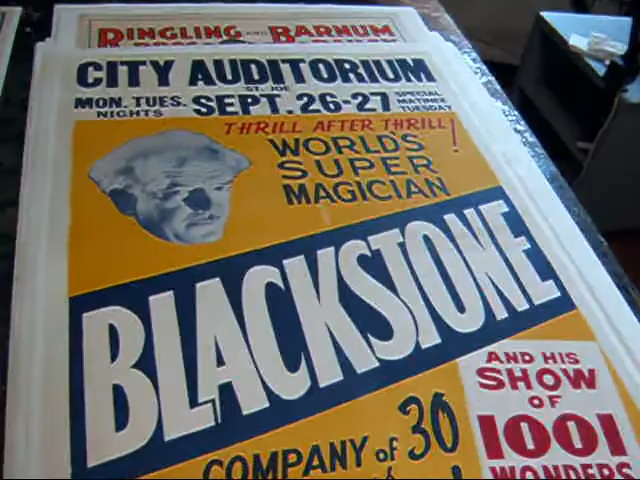 RINGLING AND BARNUM
CITY AUDITORIUM
ST. JOE
MON. TUES. NIGHTS
SEPT. 26-27
SPECIAL MATINEE TUESDAY
THRILL AFTER THRILL!
WORLDS
SUPER
MAGICIAN
BLACKSTONE
AND HIS
SHOW
OF
1001
WONDERS
COMPANY OF 30